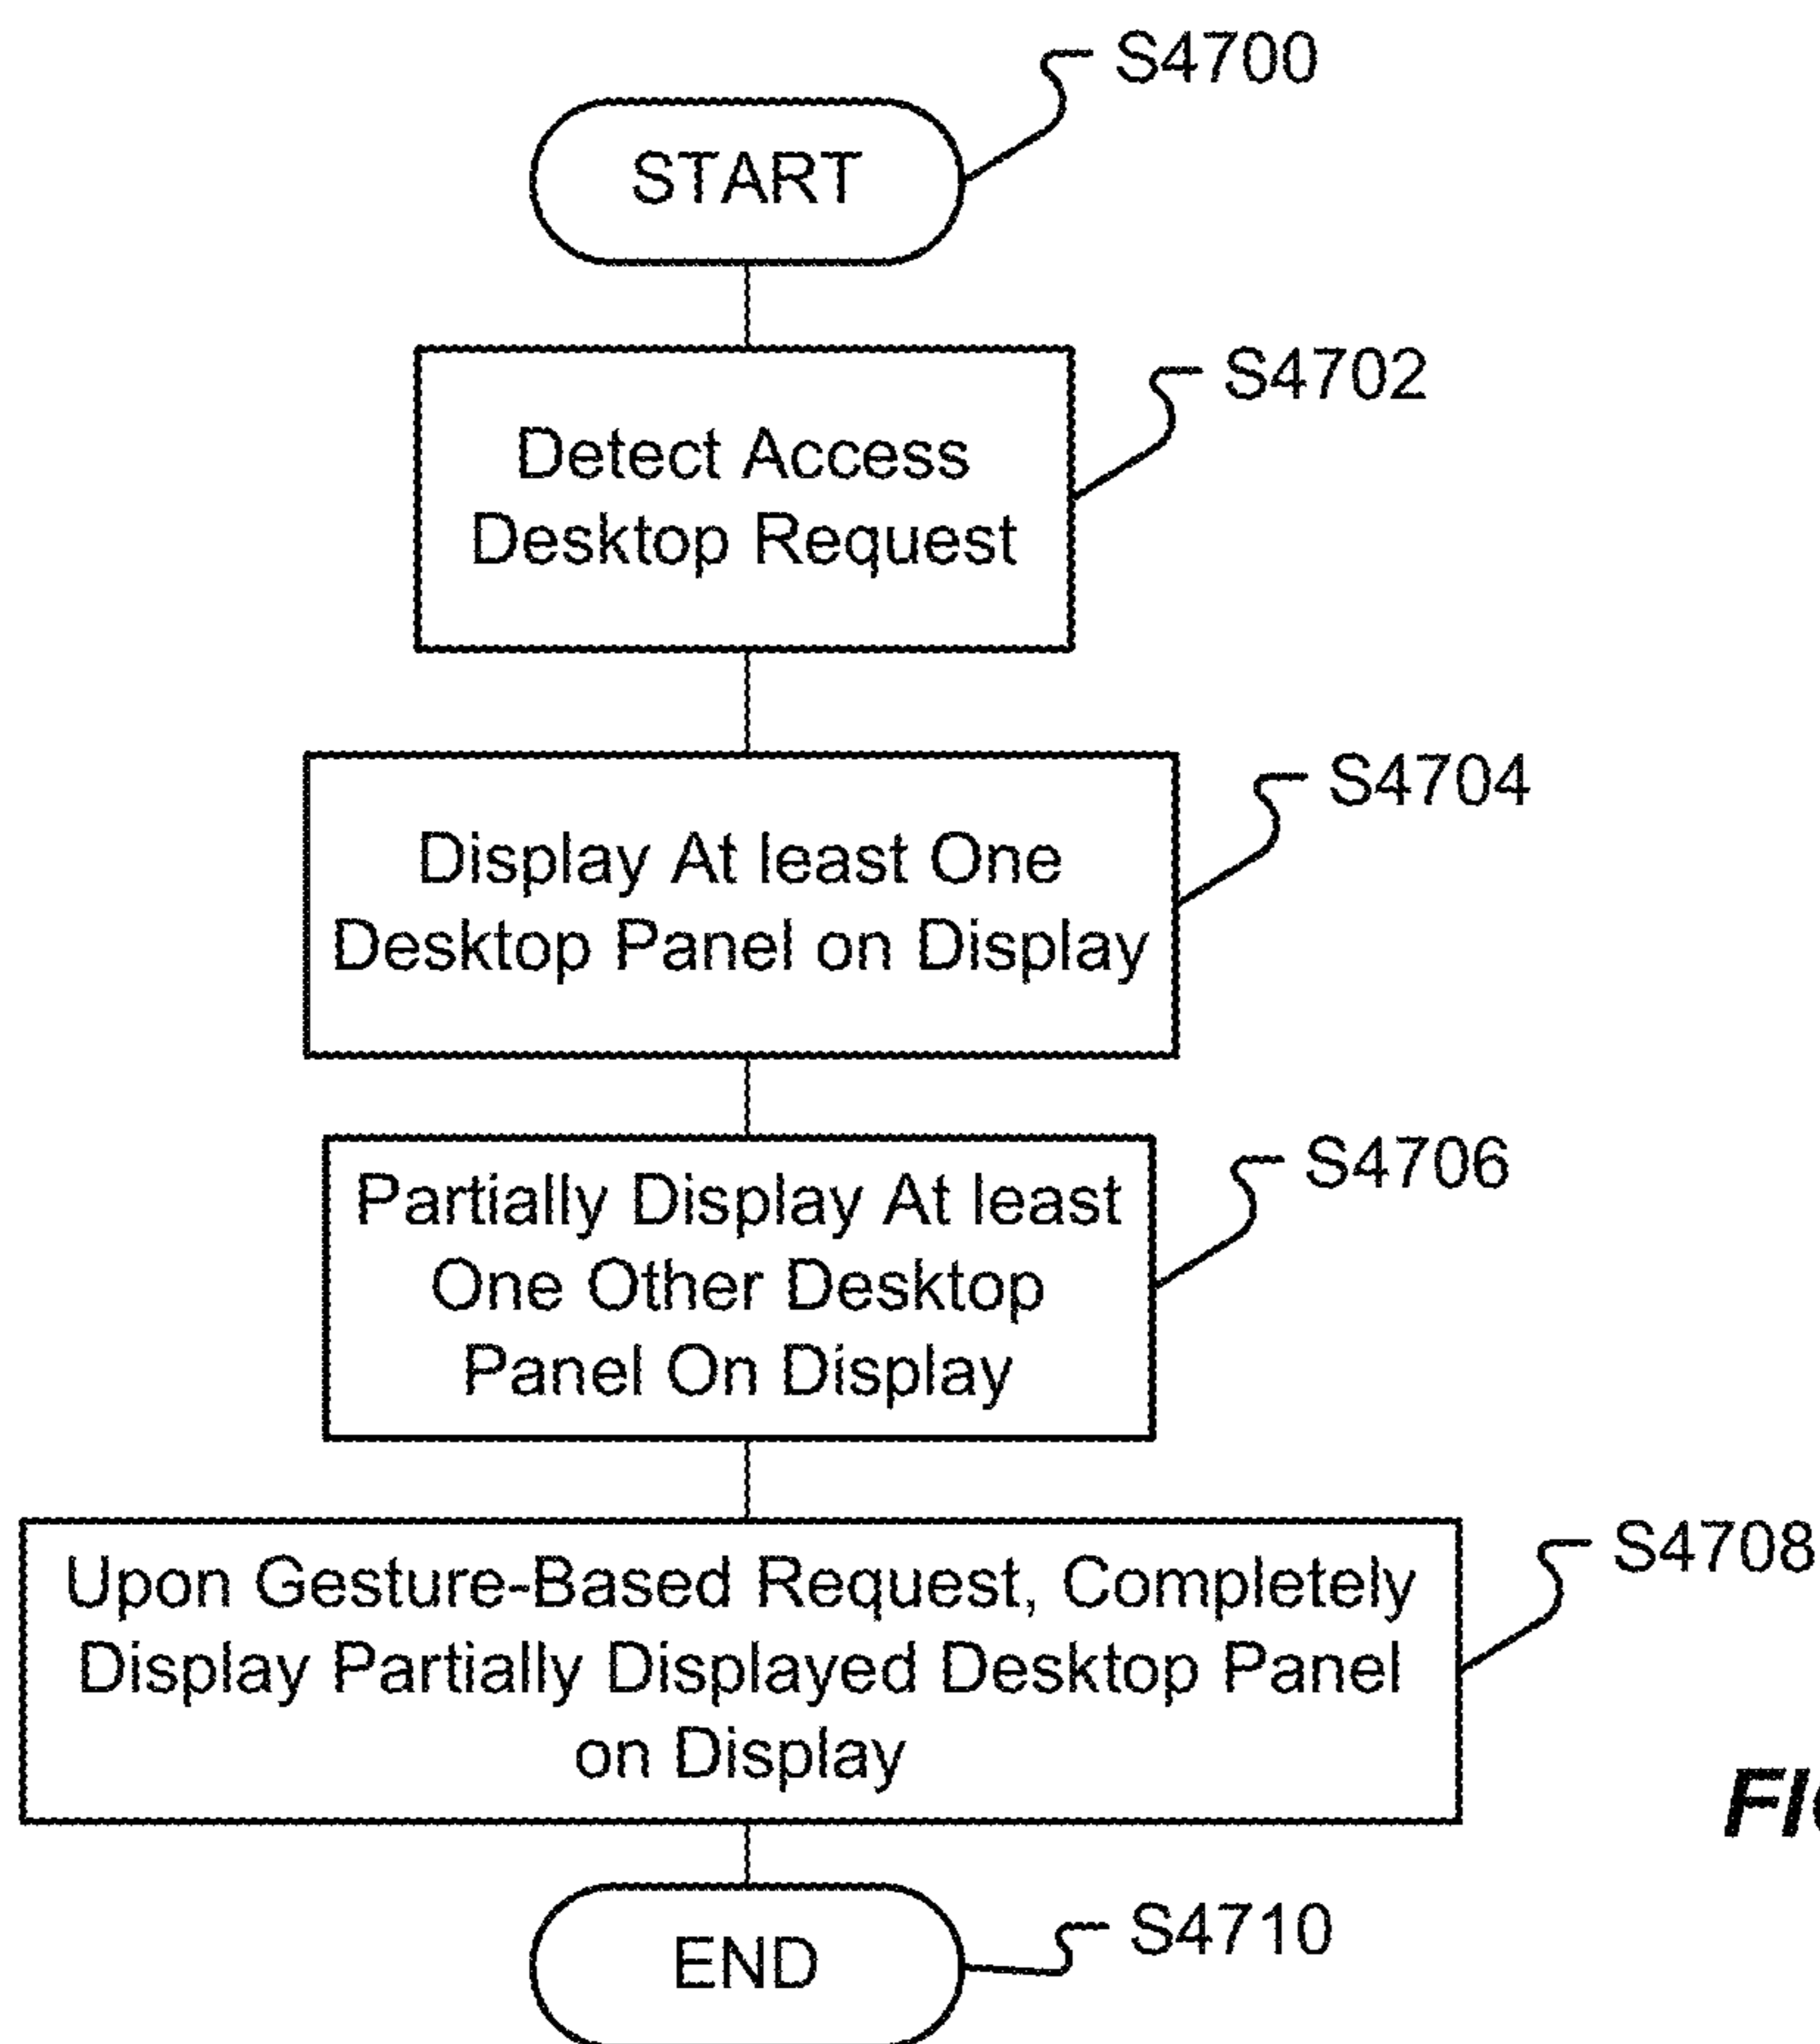 S4700
START
S4702
Detect Access
Desktop Request
S4704
Display At least One
Desktop Panel on Display
S4706
Partially Display At least
One Other Desktop
Panel On Display
S4708
Upon Gesture-Based Request, Completely
Display Partially Displayed Desktop Panel
on Display
S4710
END